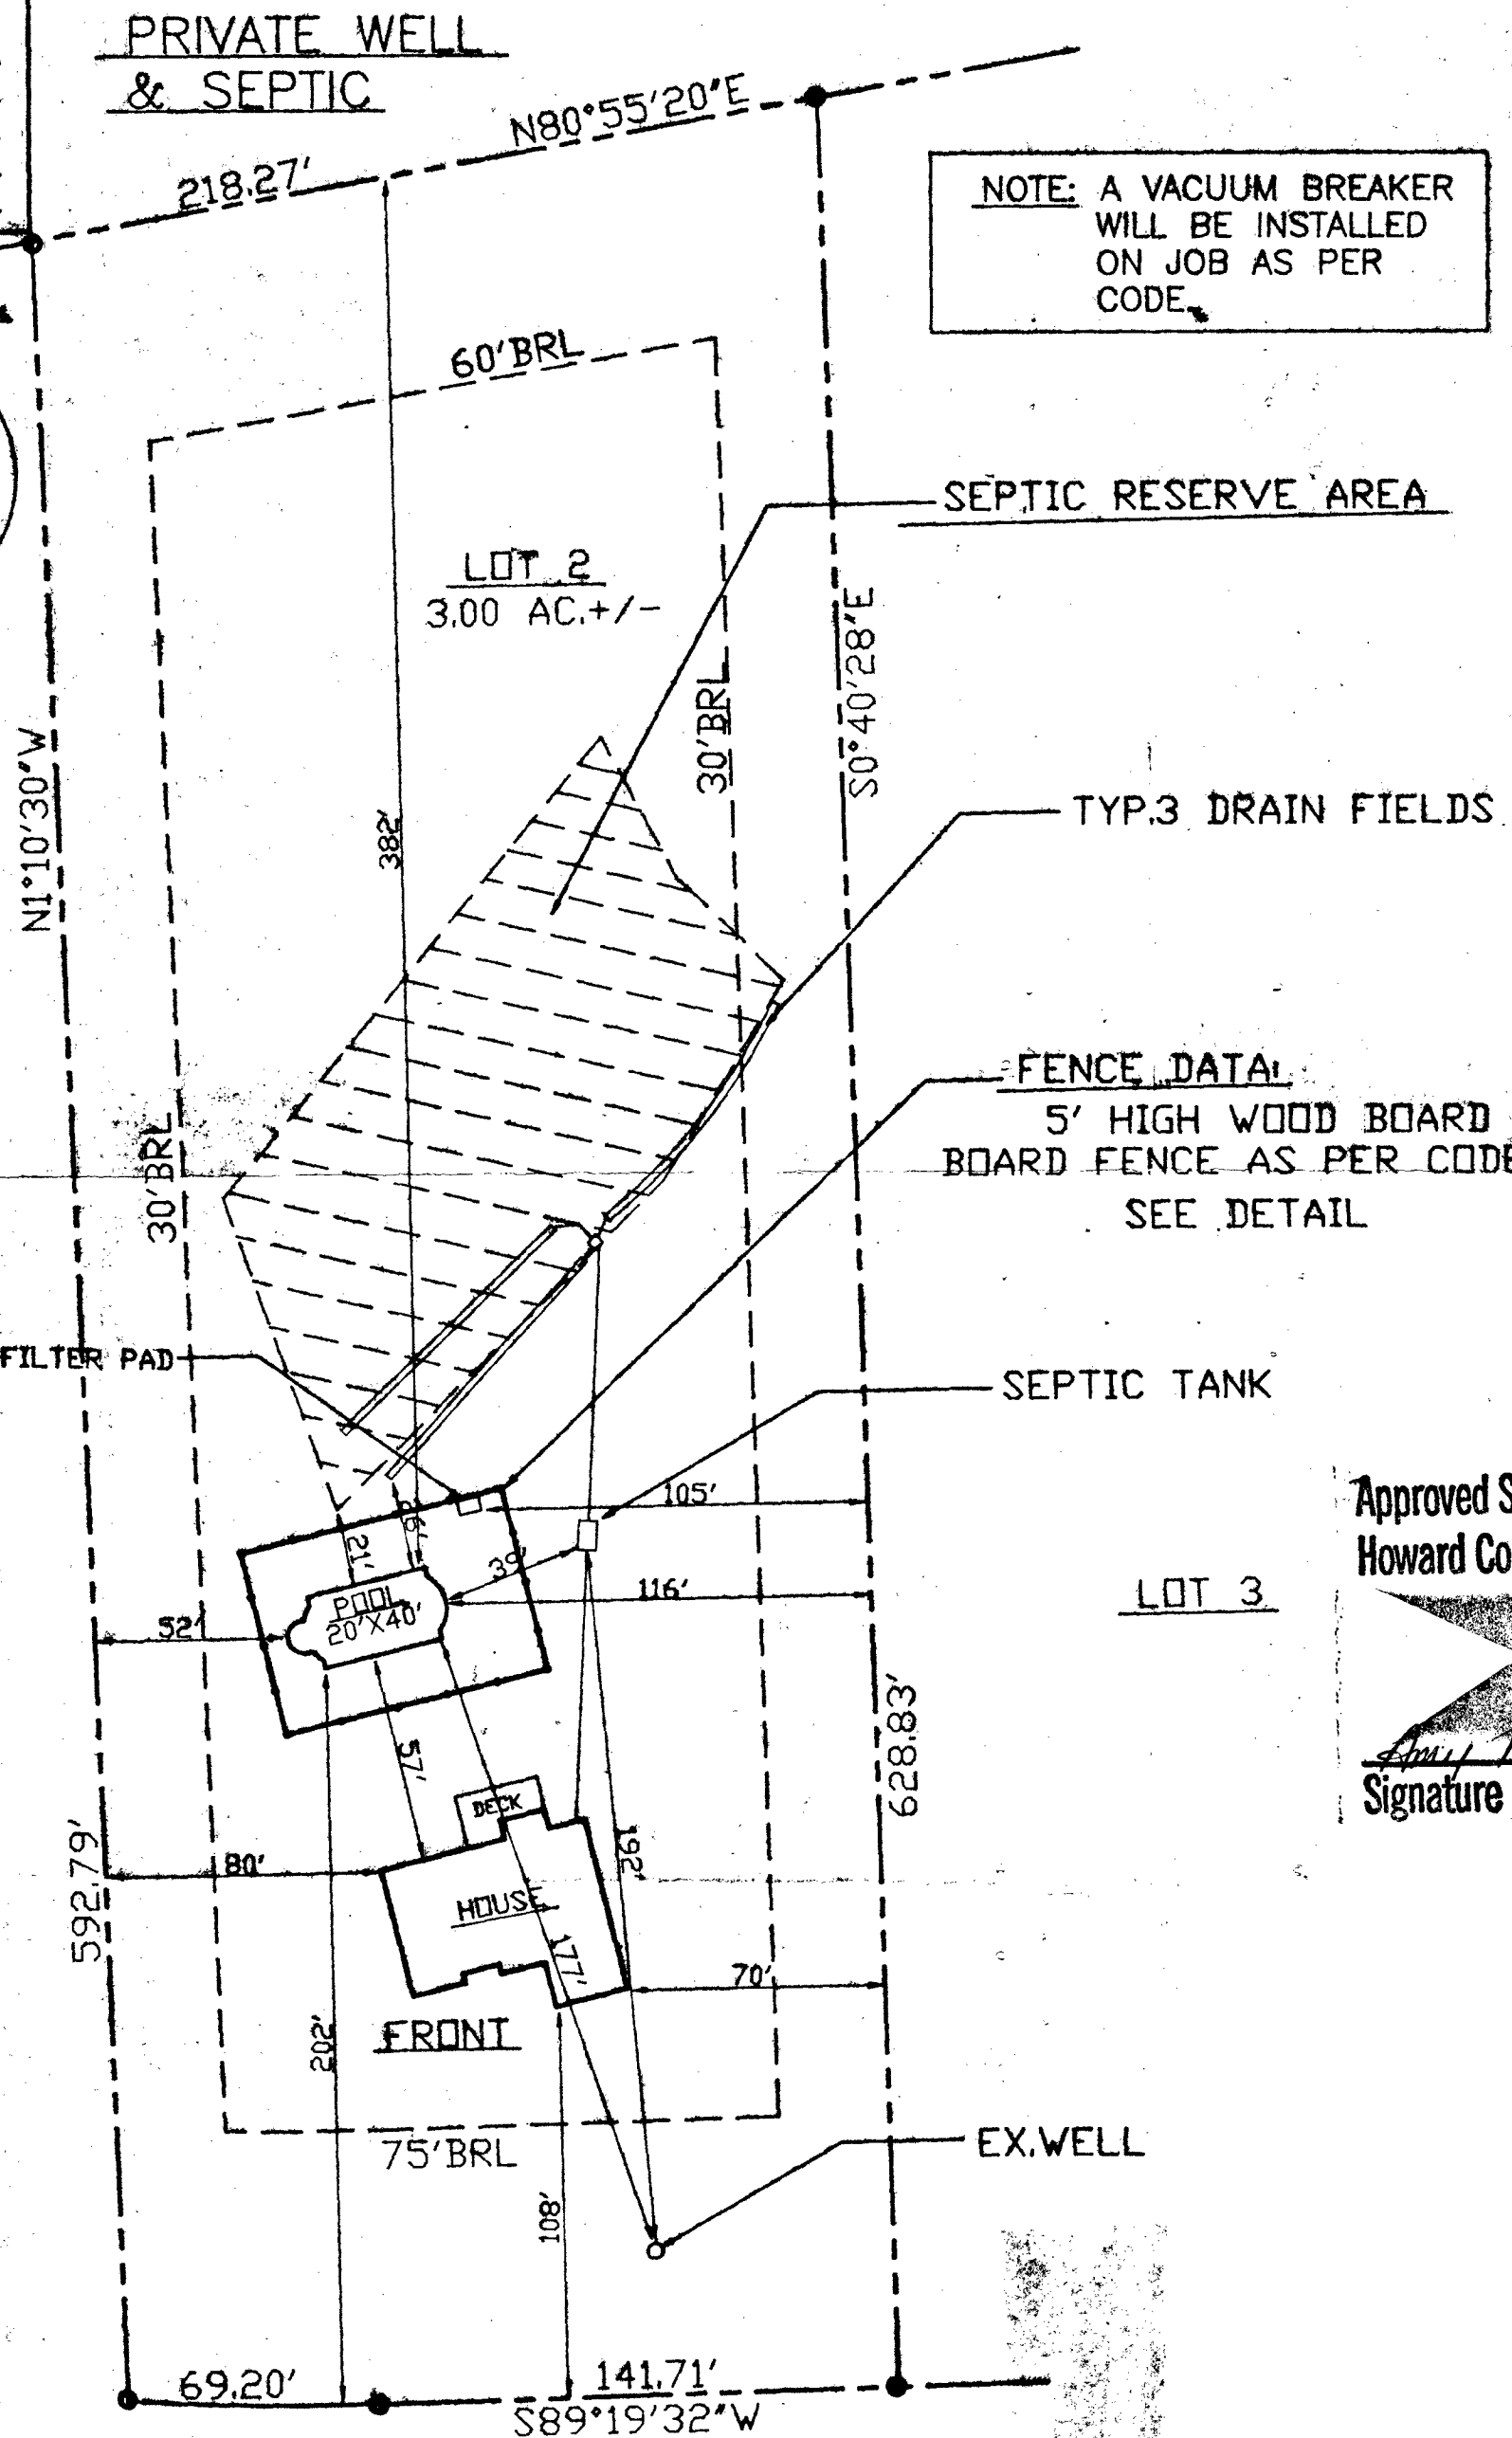 PRIVATE WELL
& SEPTIC
N80°55'20"E
218.27'
NOTE: A VACUUM BREAKER
WILL BE INSTALLED
ON JOB AS PER
CODE.
60'BRL
SEPTIC RESERVE AREA
LOT 2
3.00 AC.+/-
S0°40'28"E
30'BRL
N1°10'30"W
382'
TYP.3 DRAIN FIELDS
FENCE DATA:
5' HIGH WOOD BOARD
BOARD FENCE AS PER CODE
SEE DETAIL
30'BRL
FILTER PAD
SEPTIC TANK
105'
Approved S
Howard Co
21'
39'
116'
LOT 3
POOL
20'X40'
52'
628.83'
57'
Signature
DECK
592.79'
80'
192'
HOUSE
177'
70'
202'
FRONT
75'BRL
EX.WELL
108'
69.20'
141.71'
S89°19'32"W